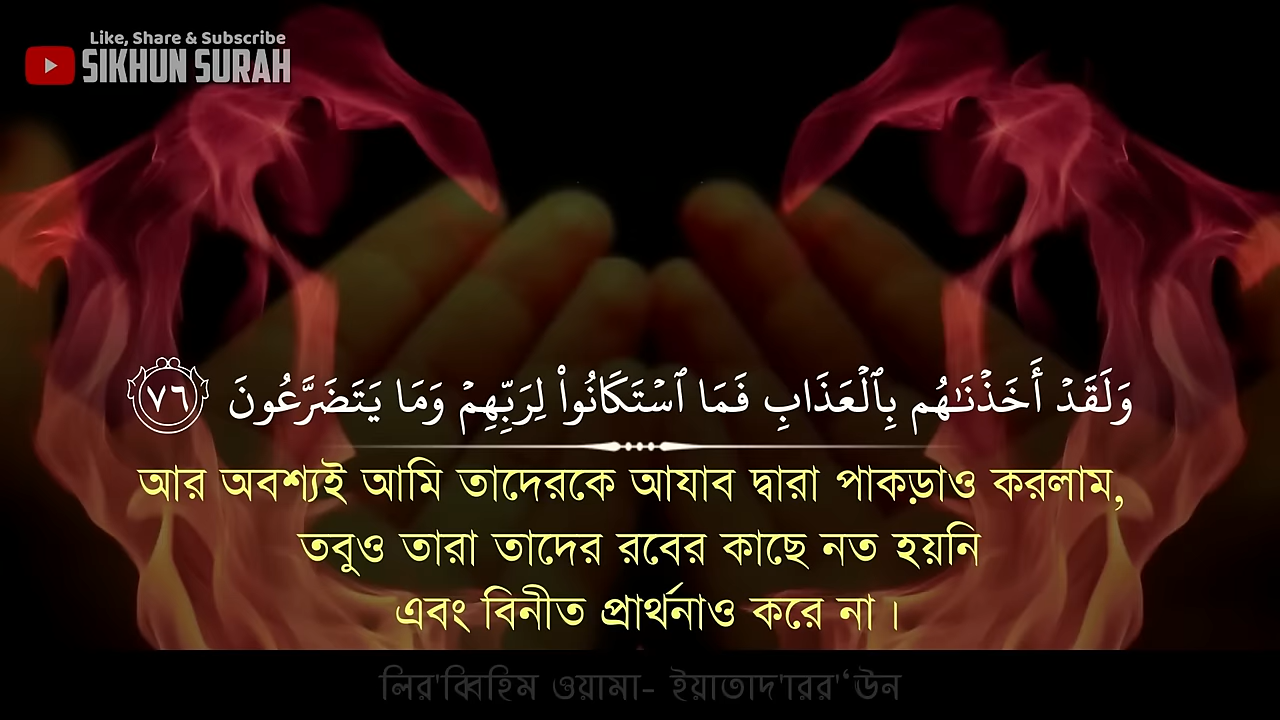 Like, Share & Subscribe
SIKHUN SURAH
وَلَقَدْ أَخَذْنَـٰهُم بِٱلْعَذَابِ فَمَا ٱسْتَكَانُوا۟ لِرَبِّهِمْ وَمَا يَتَضَرَّعُونَ ٧٦
আর অবশ্যই আমি তাদেরকে আযাব দ্বারা পাকড়াও করলাম,
তবুও তারা তাদের রবের কাছে নত হয়নি
এবং বিনীত প্রার্থনাও করে না।
লির'ব্বিহিম ওয়ামা- ইয়াতাদ'ারর'‘ঊন